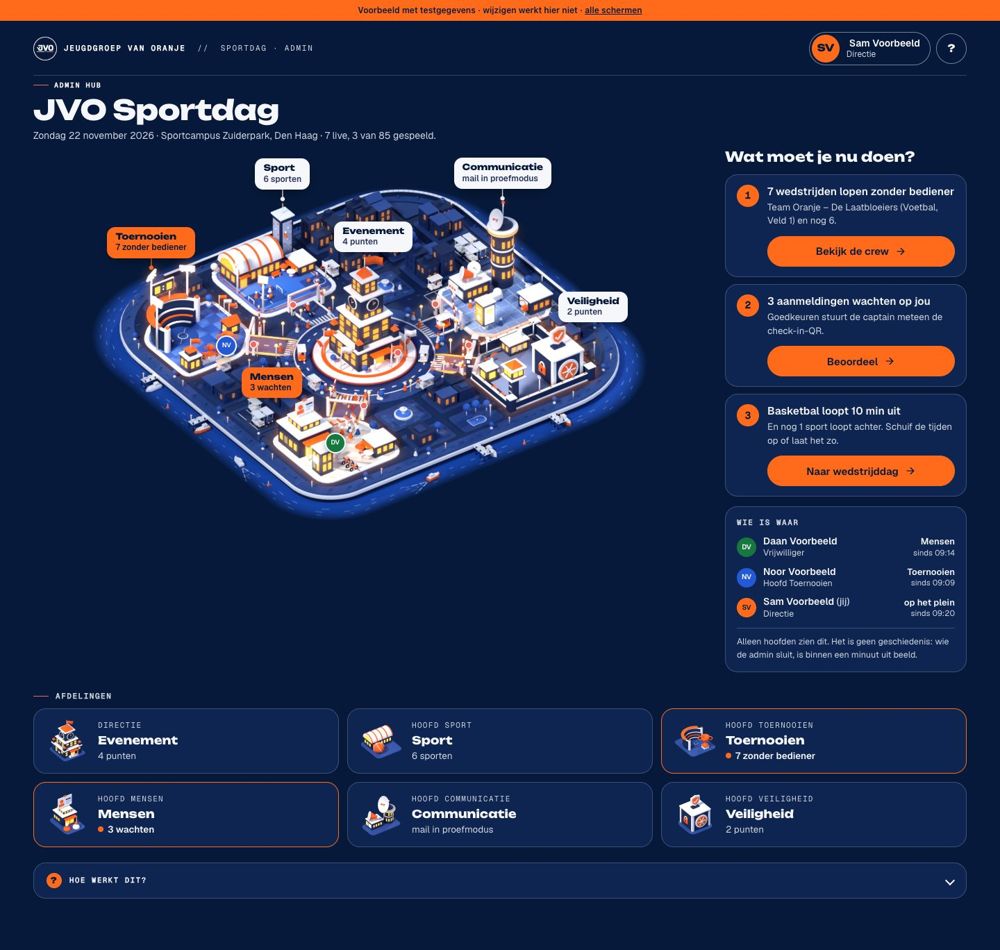 Voorbeeld met testgegevens · wijzigen werkt hier niet · alle schermen
JVO JEUGDGROEP VAN ORANJE // SPORTDAG · ADMIN
SV Sam Voorbeeld
Directie
?
ADMIN HUB
JVO Sportdag
Zondag 22 november 2026 · Sportcampus Zuiderpark, Den Haag · 7 live, 3 van 85 gespeeld.
Sport
6 sporten
Communicatie
mail in proefmodus
Toernooien
7 zonder bediener
Evenement
4 punten
Veiligheid
2 punten
NV
Mensen
3 wachten
DV
Wat moet je nu doen?
1 7 wedstrijden lopen zonder bediener
Team Oranje – De Laatbloeiers (Voetbal,
Veld 1) en nog 6.
Bekijk de crew →
2 3 aanmeldingen wachten op jou
Goedkeuren stuurt de captain meteen de
check-in-QR.
Beoordeel →
3 Basketbal loopt 10 min uit
En nog 1 sport loopt achter. Schuif de tijden
op of laat het zo.
Naar wedstrijddag →
WIE IS WAAR
DV Daan Voorbeeld Mensen
Vrijwilliger sinds 09:14
NV Noor Voorbeeld Toernooien
Hoofd Toernooien sinds 09:09
SV Sam Voorbeeld (jij) op het plein
Directie sinds 09:20
Alleen hoofden zien dit. Het is geen geschiedenis: wie
de admin sluit, is binnen een minuut uit beeld.
AFDELINGEN
DIRECTIE
Evenement
4 punten
HOOFD SPORT
Sport
6 sporten
HOOFD TOERNOOIEN
Toernooien
7 zonder bediener
HOOFD MENSEN
Mensen
3 wachten
HOOFD COMMUNICATIE
Communicatie
mail in proefmodus
HOOFD VEILIGHEID
Veiligheid
2 punten
? HOE WERKT DIT?